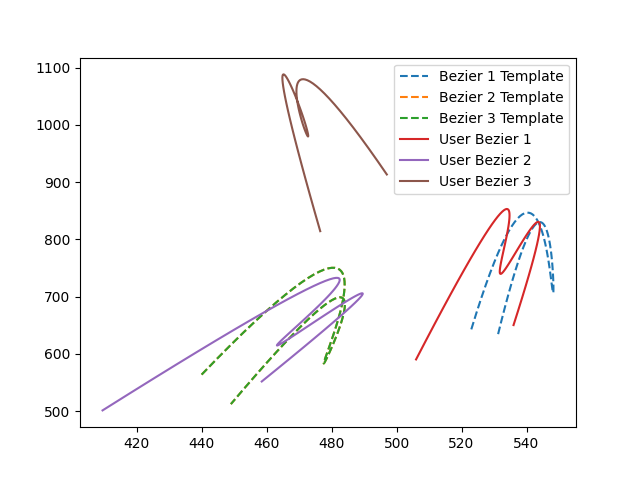 1100
1000
900
800
700
600
500
420
440
460
480
500
520
540
Bezier 1 Template
Bezier 2 Template
Bezier 3 Template
User Bezier 1
User Bezier 2
User Bezier 3